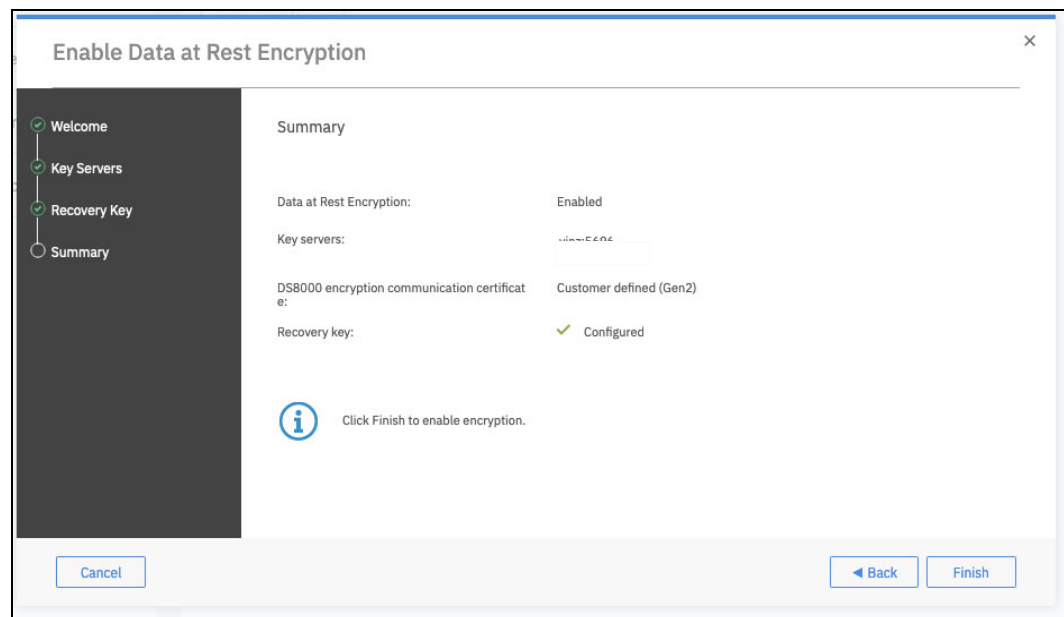 Enable Data at Rest Encryption
Welcome
Key Servers
Recovery Key
Summary
Summary
Data at Rest Encryption: Enabled
Key servers:
DS8000 encryption communication certificat Customer defined (Gen2)
e:
Recovery key: Configured
Click Finish to enable encryption.
Cancel
Back
Finish